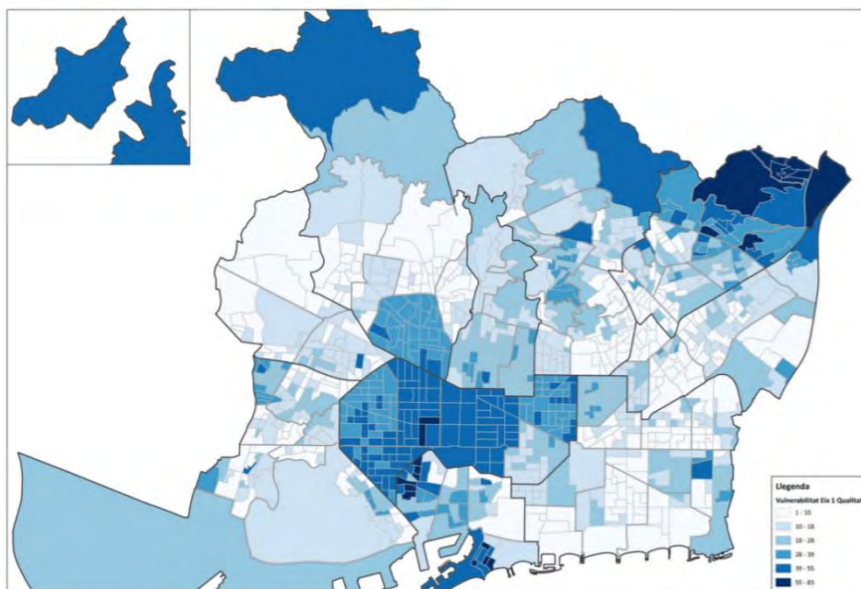 Llegenda
Vulnerabilitat Eix 1 Qualitat
1 - 10
10 - 18
18 - 28
28 - 39
39 - 55
55 - 83